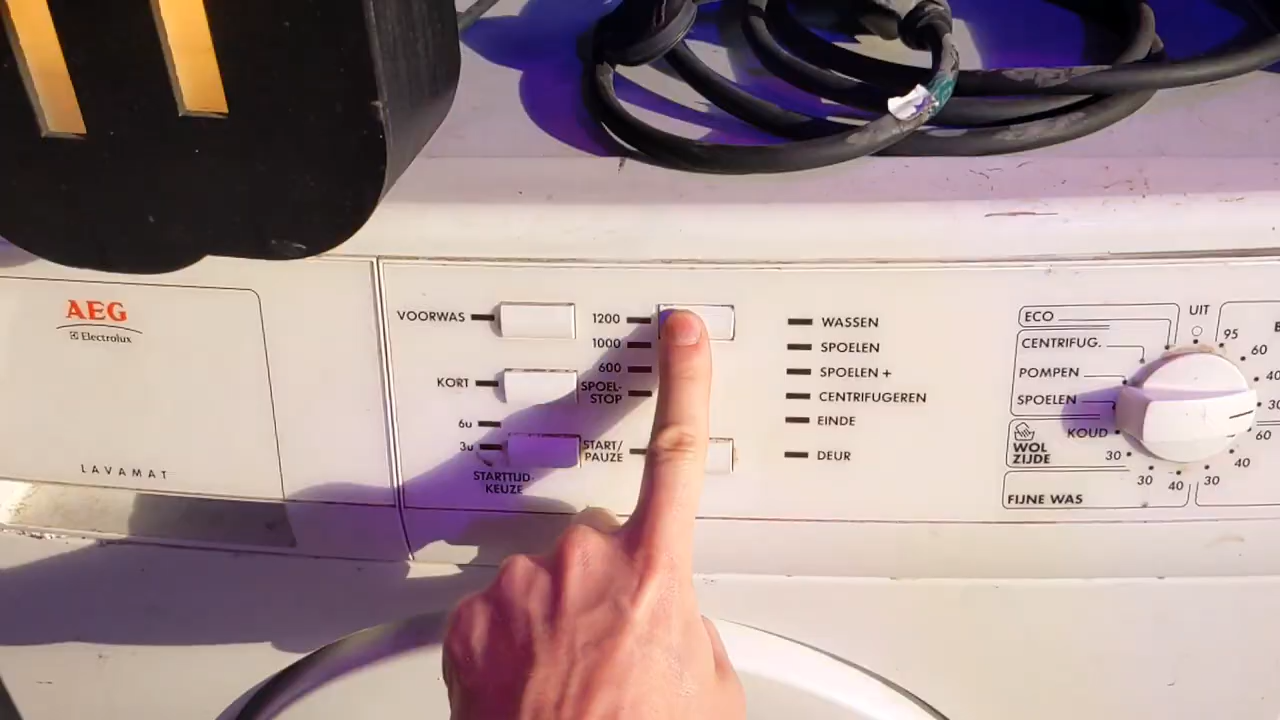 AEG
Electrolux
LAVAMAT
VOORWAS
KORT
6u
3u
STARTTIJD-
KEUZE
1200
1000
600
SPOEL-
STOP
START/
PAUZE
WASSEN
SPOELEN
SPOELEN +
CENTRIFUGEREN
EINDE
DEUR
UIT
ECO
CENTRIFUG.
POMPEN
SPOELEN
KOUD
WOL
ZIJDE
30
FIJNE WAS
30
40
30
40
60
30
40
60
95